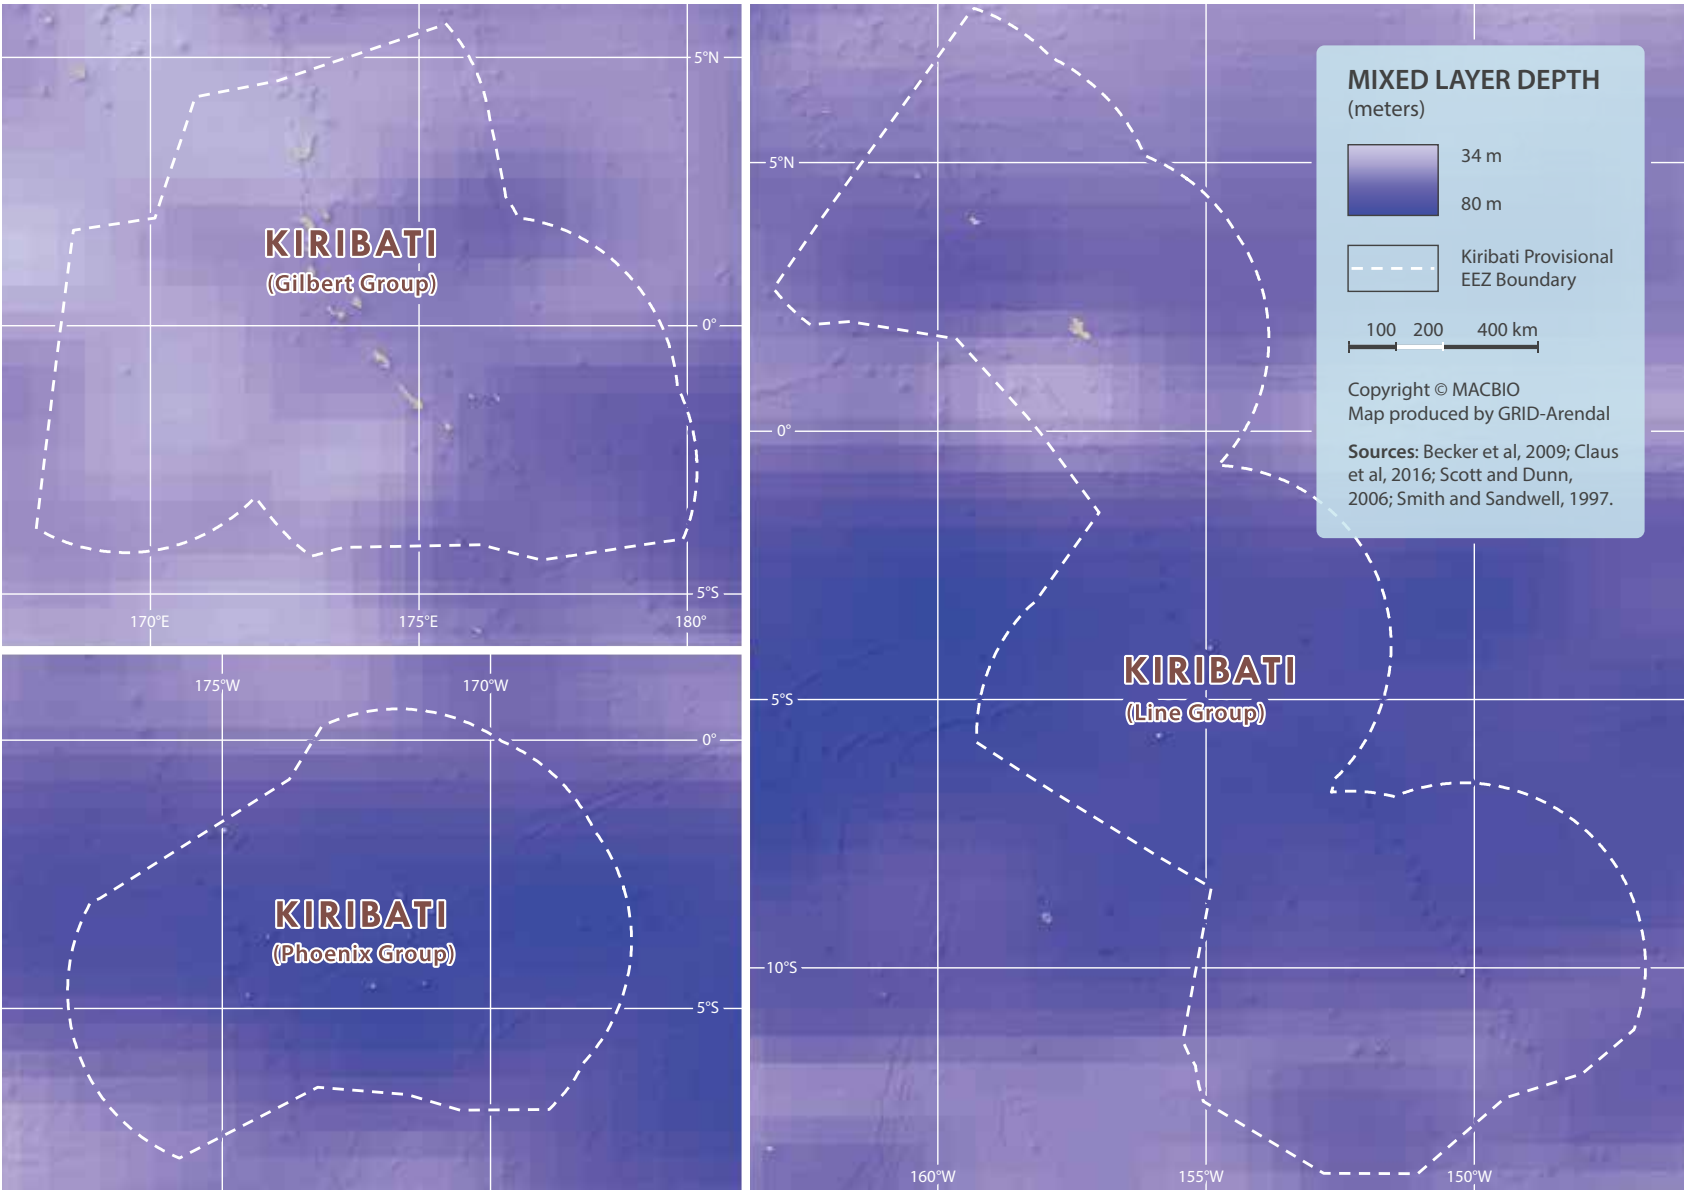 5°N
KIRIBATI
(Gilbert Group)
0°
5°S
170°E
175°E
180°
175°W
170°W
0°
KIRIBATI
(Phoenix Group)
5°S
5°N
0°
KIRIBATI
5°S
(Line Group)
10°S
160°W
155°W
150°W
MIXED LAYER DEPTH
(meters)
34 m
80 m
Kiribati Provisional
EEZ Boundary
100 200 400 km
Copyright © MACBIO
Map produced by GRID-Arendal
Sources: Becker et al, 2009; Claus
et al, 2016; Scott and Dunn,
2006; Smith and Sandwell, 1997.